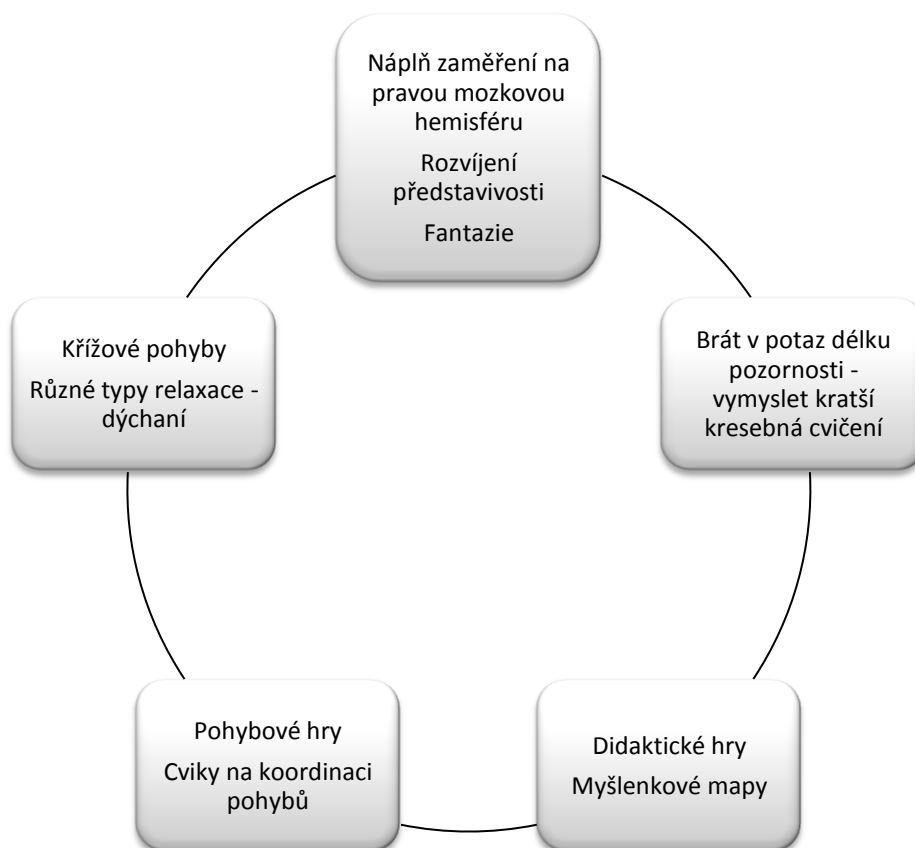 Náplň zaměření na
pravou mozkovou
hemisféru
Rozvíjení
představivosti
Fantazie
Brát v potaz délku
pozornosti -
vymyslet kratší
kresebná cvičení
Didaktické hry
Myšlenkové mapy
Pohybové hry
Cviky na koordinaci
pohybů
Křížové pohyby
Různé typy relaxace -
dýchaní